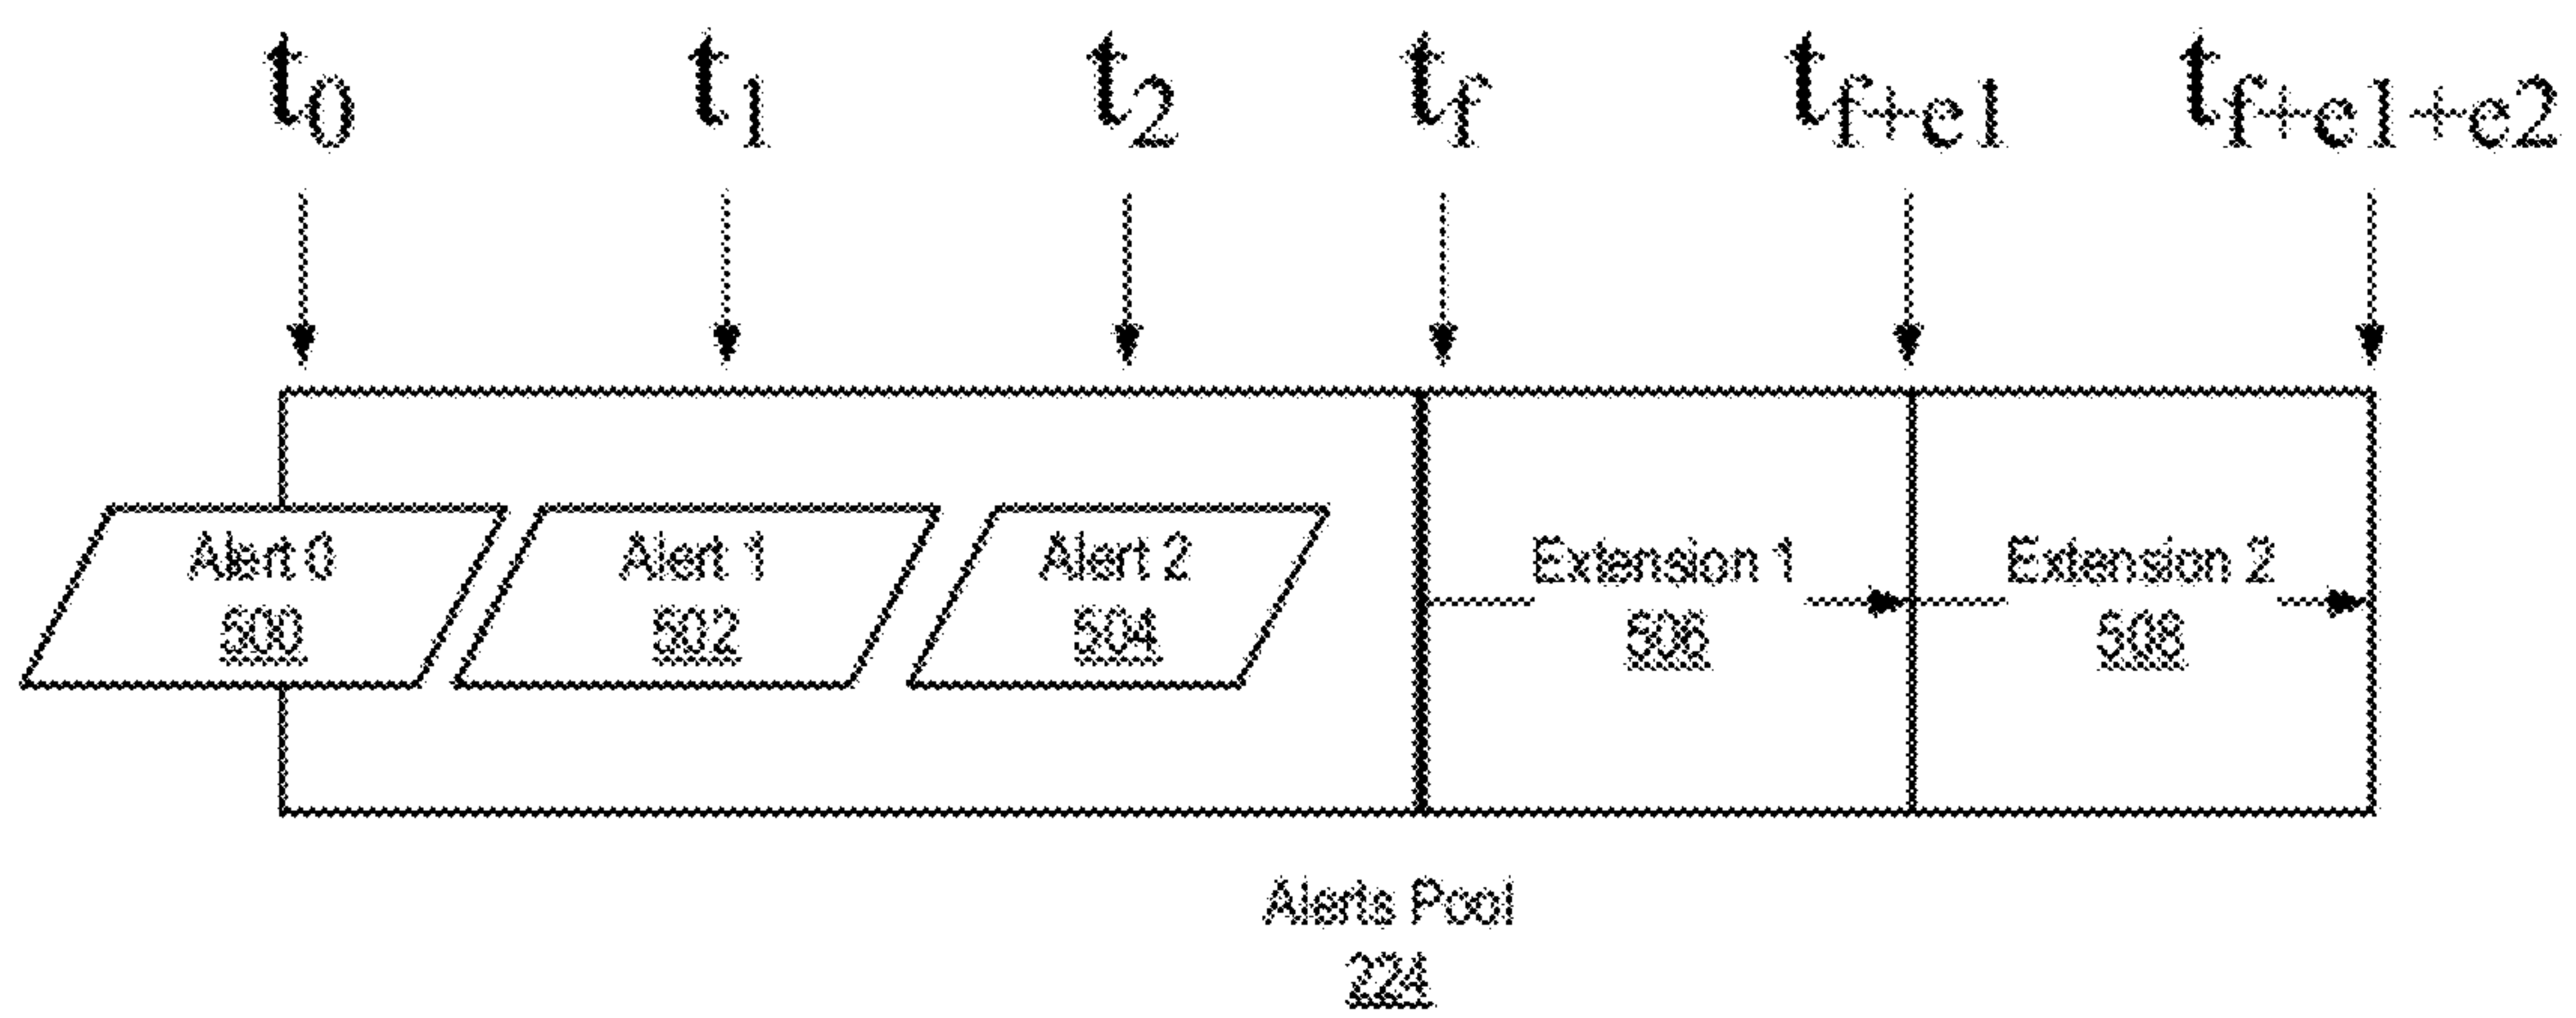 t0 t1 t2 tf tf+e1 tf+e1+e2
Alert 0 Alert 1 Alert 2 Extension 1 Extension 2
500 502 504 506 508
Alerts Pool
224